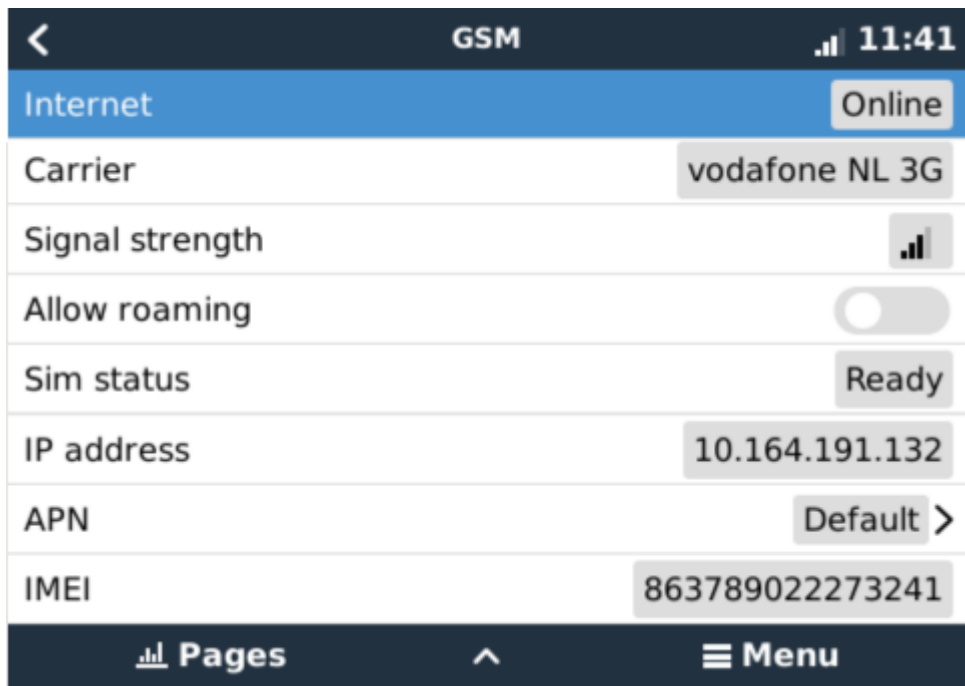 GSM 11:41
Internet Online
Carrier vodafone NL 3G
Signal strength
Allow roaming
Sim status Ready
IP address 10.164.191.132
APN Default
IMEI 863789022273241
Pages Menu